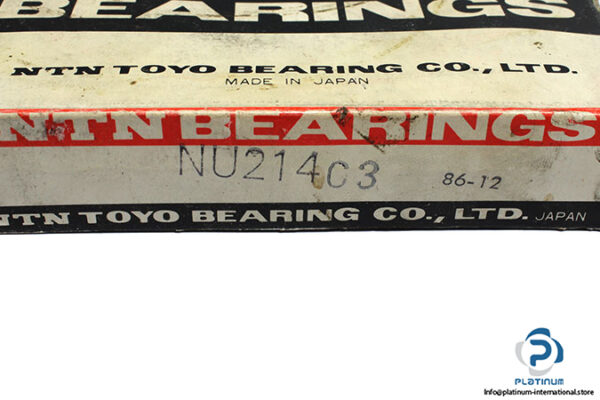 BEARINGS
NTN TOYO BEARING CO., LTD.
MADE IN JAPAN
NTN BEARINGS
NU214C3 86-12
NTN TOYO BEARING CO., LTD. JAPAN
PLATINUM
info@platinum-international.store